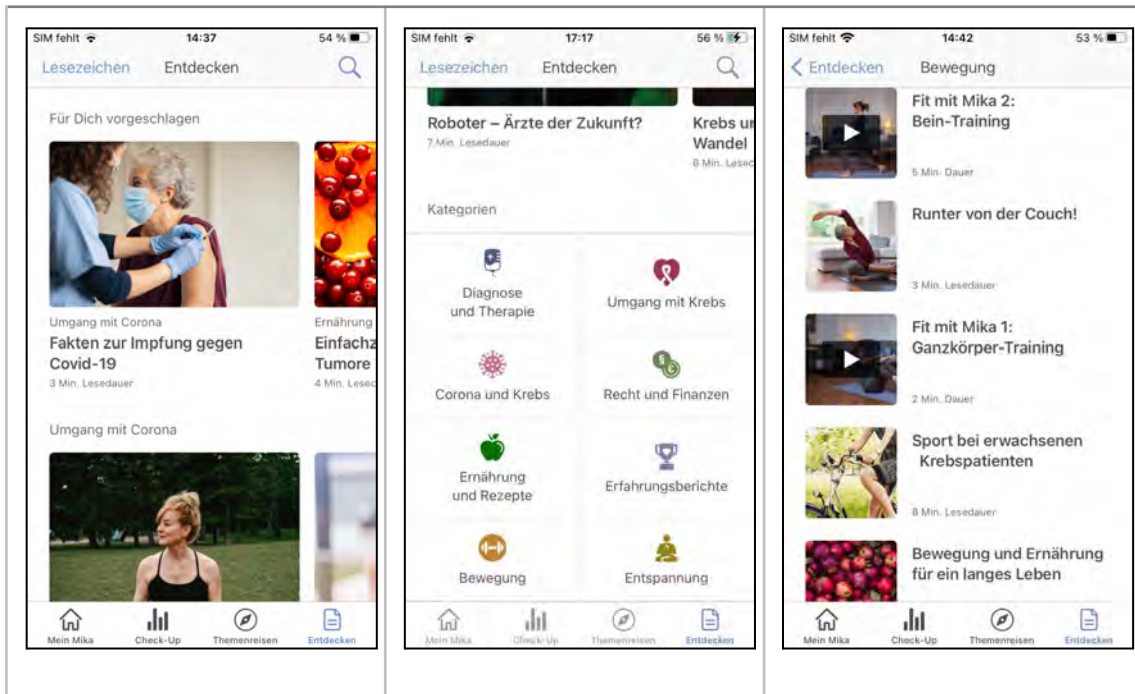 SIM fehlt 14:37 54 %
Lesezeichen Entdecken
Für Dich vorgeschlagen
Umgang mit Corona
Fakten zur Impfung gegen
Covid-19
3 Min. Lesedauer
Ernährung
Einfachz
Tumore
4 Min. Lesec
Umgang mit Corona
Mein Mika Check-Up Themenreisen Entdecken
SIM fehlt 17:17 56 %
Lesezeichen Entdecken
Roboter – Ärzte der Zukunft?
7 Min. Lesedauer
Krebs ur
Wandel
6 Min. Lesec
Kategorien
Diagnose
und Therapie
Umgang mit Krebs
Corona und Krebs
Recht und Finanzen
Ernährung
und Rezepte
Erfahrungsberichte
Bewegung
Entspannung
Mein Mika Check-Up Themenreisen Entdecken
SIM fehlt 14:42 53 %
Entdecken Bewegung
Fit mit Mika 2:
Bein-Training
5 Min. Dauer
Runter von der Couch!
3 Min. Lesedauer
Fit mit Mika 1:
Ganzkörper-Training
2 Min. Dauer
Sport bei erwachsenen
Krebspatienten
8 Min. Lesedauer
Bewegung und Ernährung
für ein langes Leben
Mein Mika Check-Up Themenreisen Entdecken